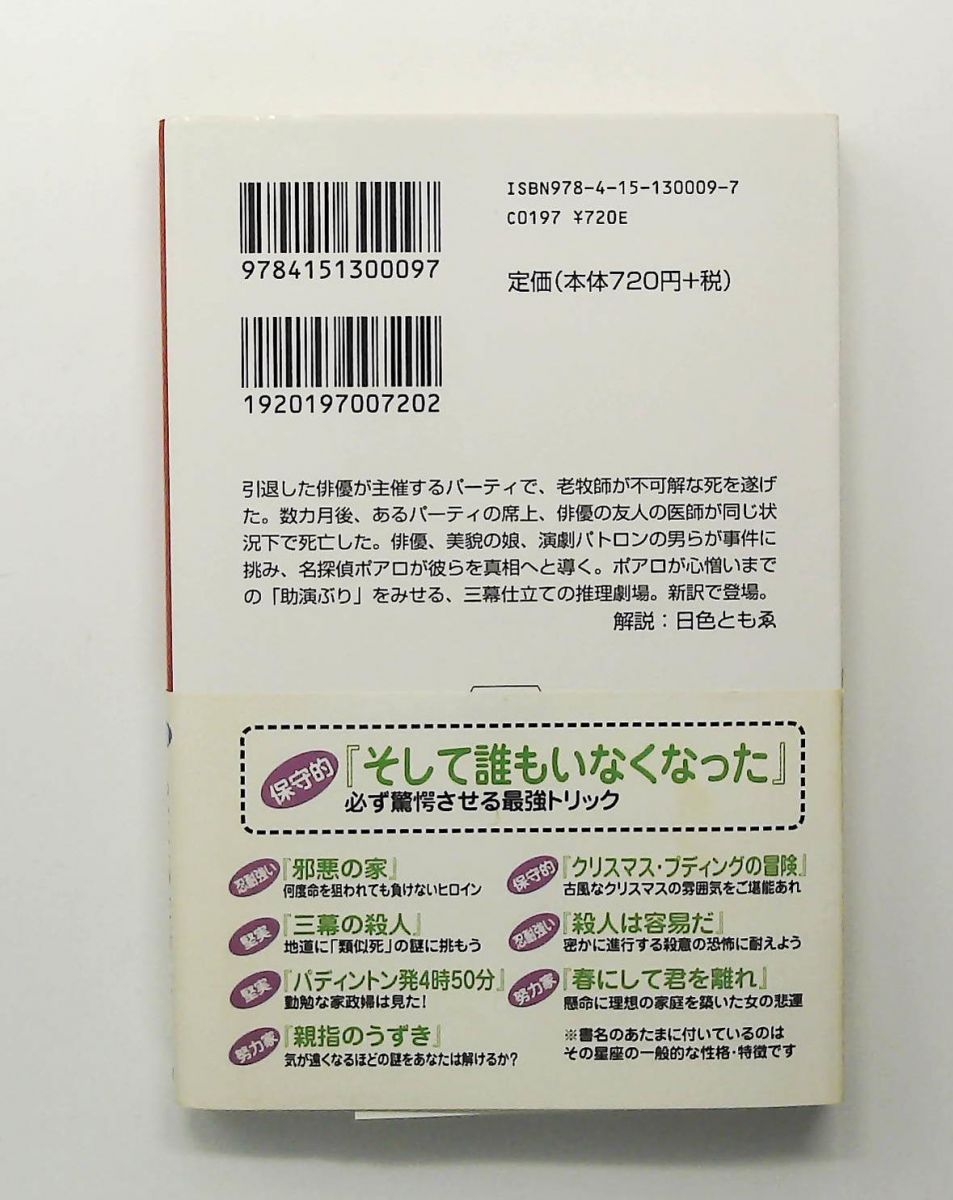 ISBN978-4-15-130009-7
C0197 ¥720E
9784151300097
定価(本体720円+税)
1920197007202
引退した俳優が主催するパーティで、老牧師が不可解な死を遂げ
た。数カ月後、あるパーティの席上、俳優の友人の医師が同じ状
況下で死亡した。俳優、美貌の娘、演劇パトロンの男らが事件に
挑み、名探偵ポアロが彼らを真相へと導く。ポアロが心憎いまで
の「助演ぶり」をみせる、三幕仕立ての推理劇場。新訳で登場。
解説：日色ともゑ
保守的『そして誰もいなくなった』
必ず驚愕させる最強トリック
忍耐強い『邪悪の家』
何度命を狙われても負けないヒロイン
堅実『三幕の殺人』
地道に「類似死」の謎に挑もう
堅実『パディントン発4時50分』
勤勉な家政婦は見た!
努力家『親指のうずき』
気が遠くなるほどの謎をあなたは解けるか?
保守的『クリスマス・プディングの冒険』
古風なクリスマスの雰囲気をご堪能あれ
忍耐強い『殺人は容易だ』
密かに進行する殺意の恐怖に耐えよう
努力家『春にして君を離れ』
懸命に理想の家庭を築いた女の悲運
※書名のあたまに付いているのは
その星座の一般的な性格・特徴です